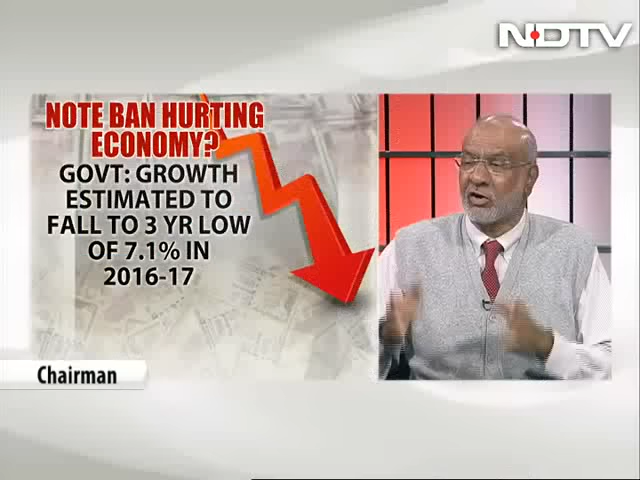 NDTV
NOTE BAN HURTING
ECONOMY?
GOVT: GROWTH
ESTIMATED TO
FALL TO 3 YR LOW
OF 7.1% IN
2016-17
Chairman